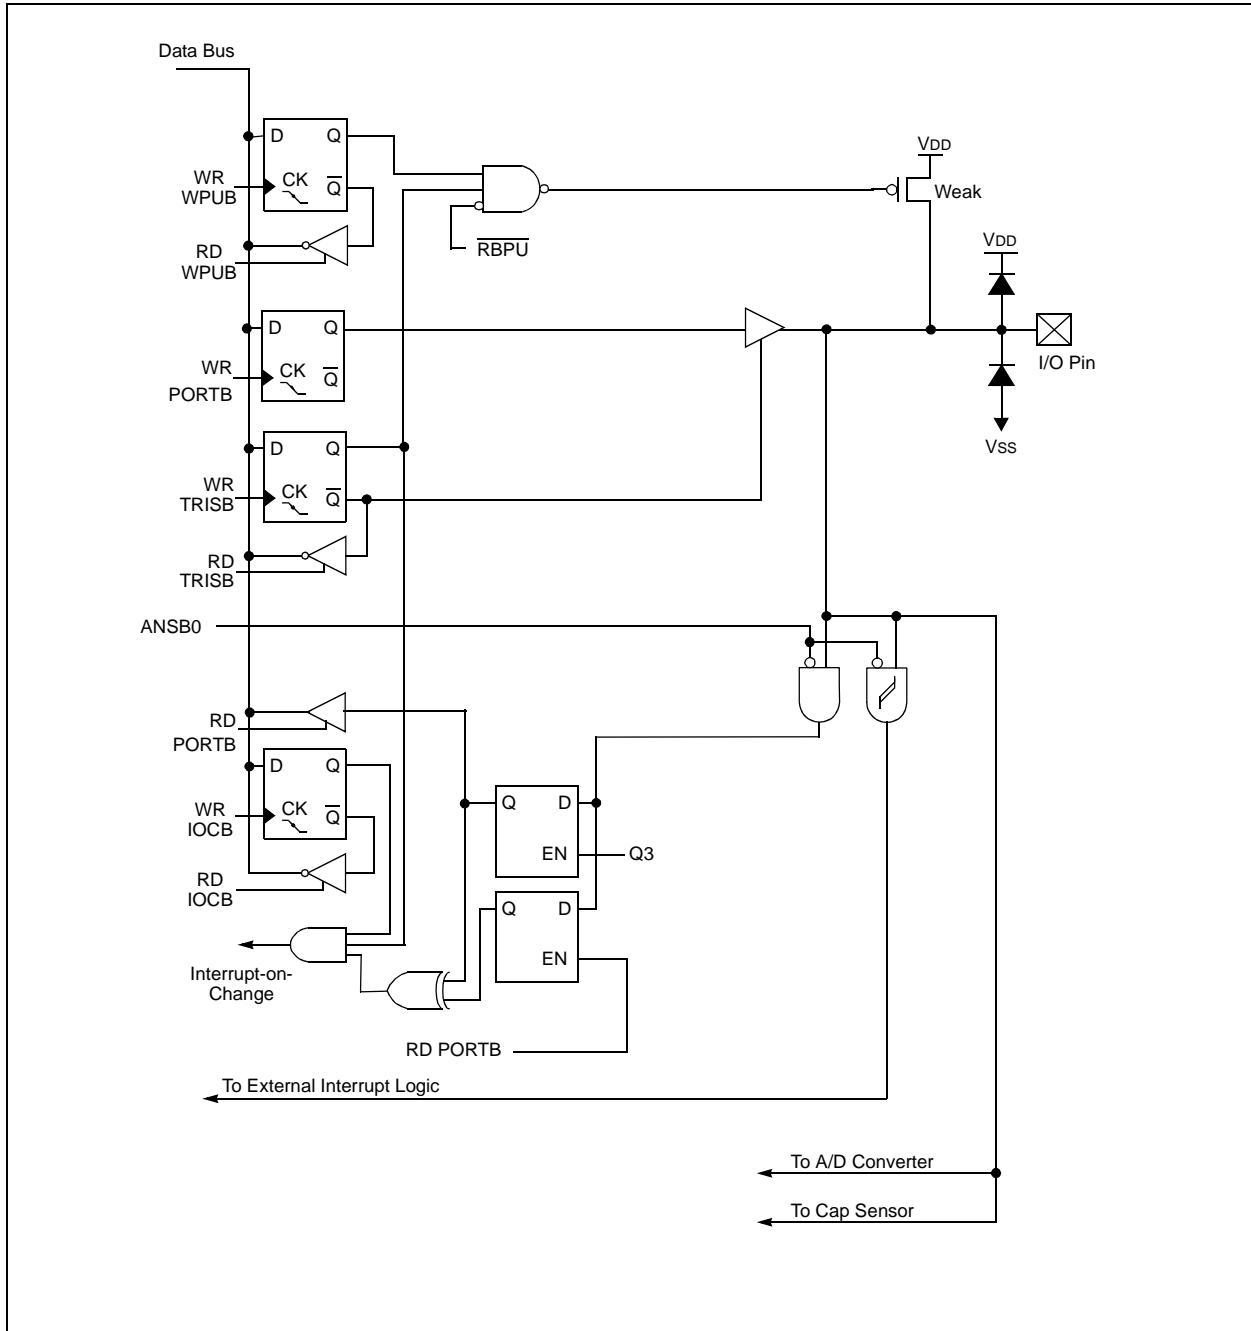 Data Bus
D Q
WR
WPUB
CK Q
RD
WPUB
RBPU
VDD
Weak
VDD
D Q
WR
PORTB
CK Q
I/O Pin
VSS
D Q
WR
TRISB
CK Q
RD
TRISB
ANSB0
RD
PORTB
D Q
WR
IOCB
CK Q
RD
IOCB
Q D
EN
Q3
Q D
EN
Interrupt-on-
Change
RD PORTB
To External Interrupt Logic
To A/D Converter
To Cap Sensor